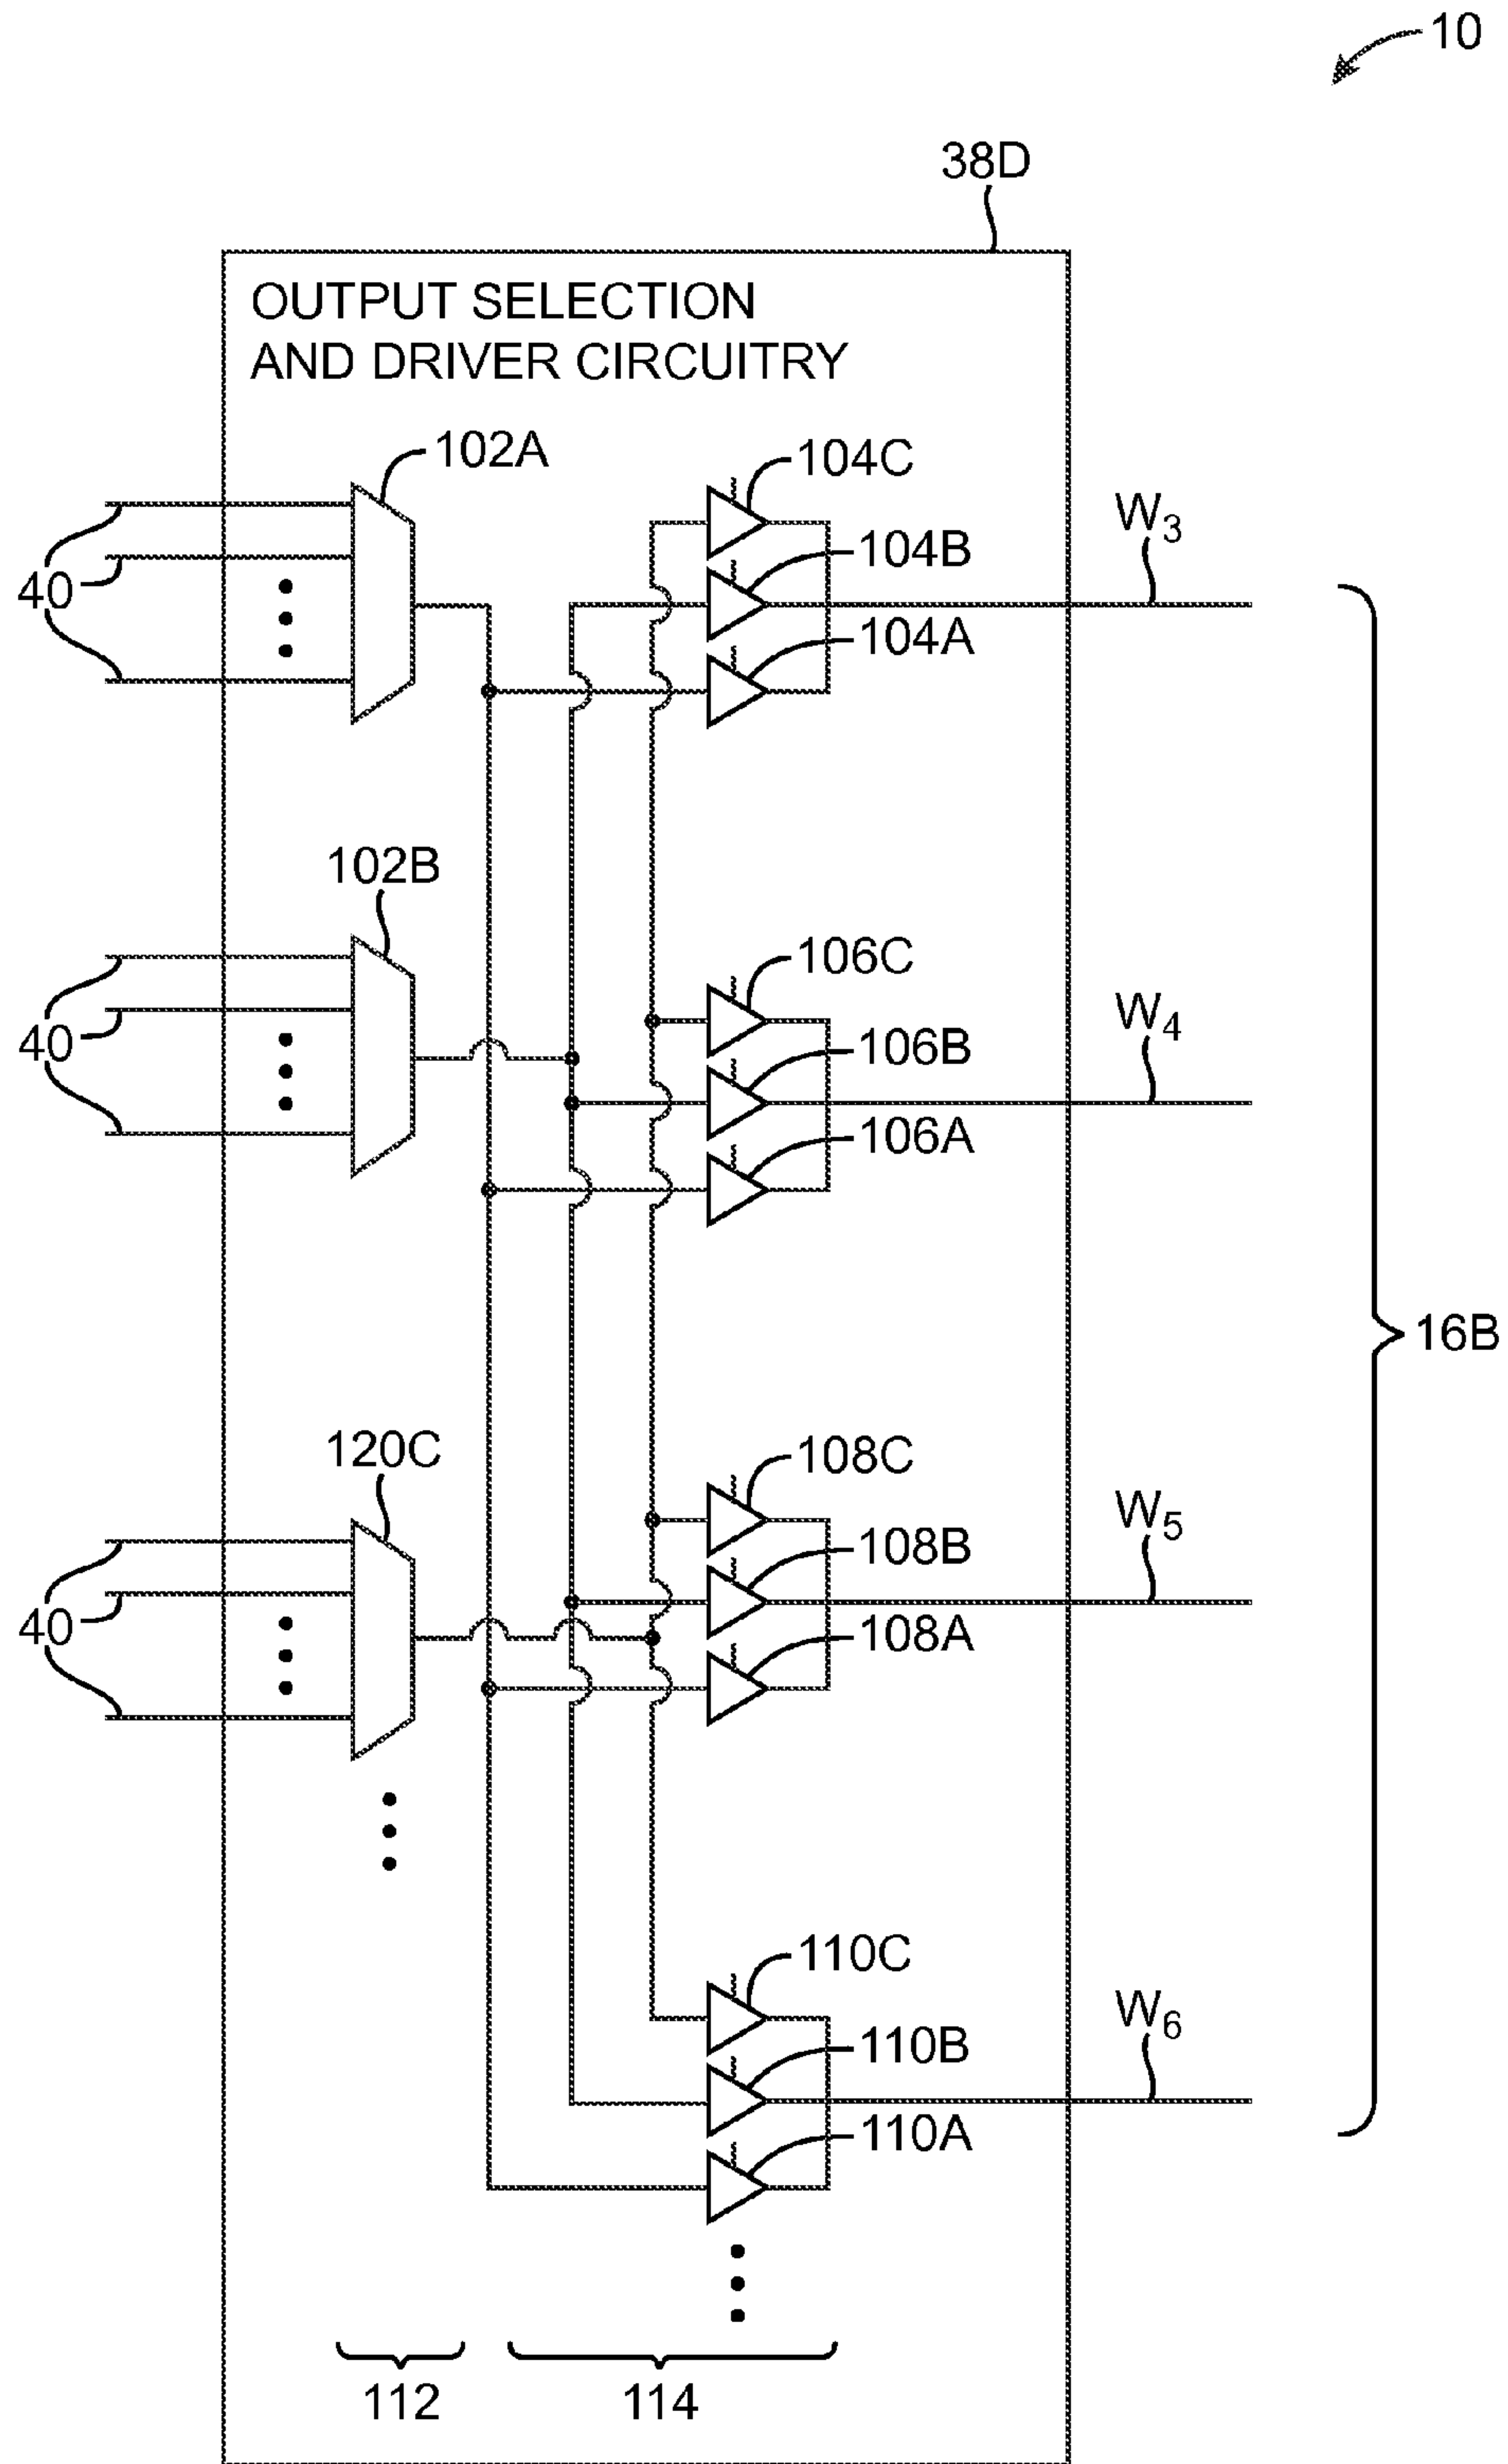 10
38D
OUTPUT SELECTION
AND DRIVER CIRCUITRY
102A
104C
W3
104B
40
104A
102B
106C
W4
106B
40
106A
16B
120C
108C
W5
108B
40
108A
110C
W6
110B
110A
112
114